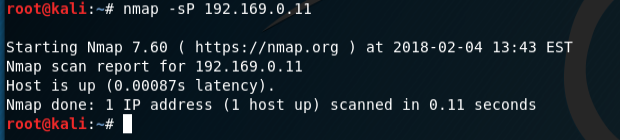 root@kali:~# nmap -sP 192.169.0.11
Starting Nmap 7.60 ( https://nmap.org ) at 2018-02-04 13:43 EST
Nmap scan report for 192.169.0.11
Host is up (0.00087s latency).
Nmap done: 1 IP address (1 host up) scanned in 0.11 seconds
root@kali:~#